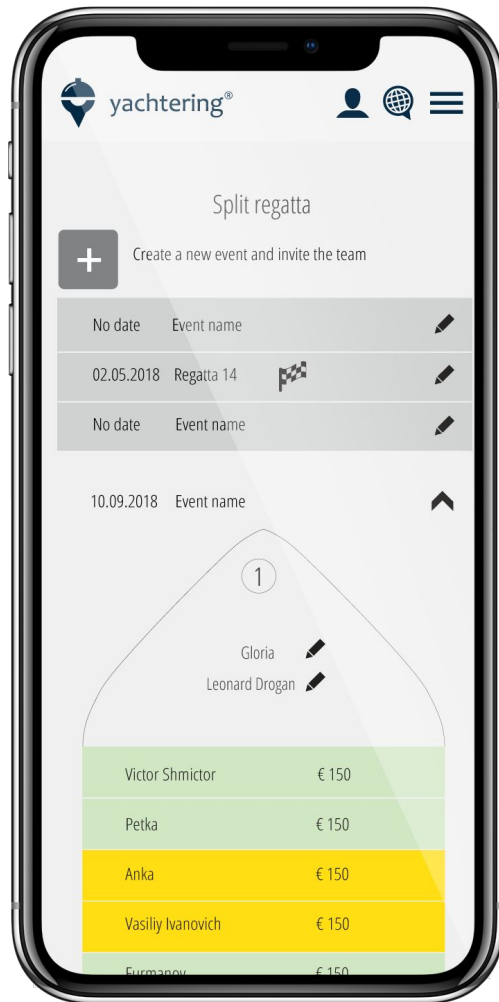 yachtering®
Split regatta
+ Create a new event and invite the team
No date Event name
02.05.2018 Regatta 14
No date Event name
10.09.2018 Event name
1
Gloria
Leonard Drogan
Victor Shmictor € 150
Petka € 150
Anka € 150
Vasiliy Ivanovich € 150
Furmanov € 150